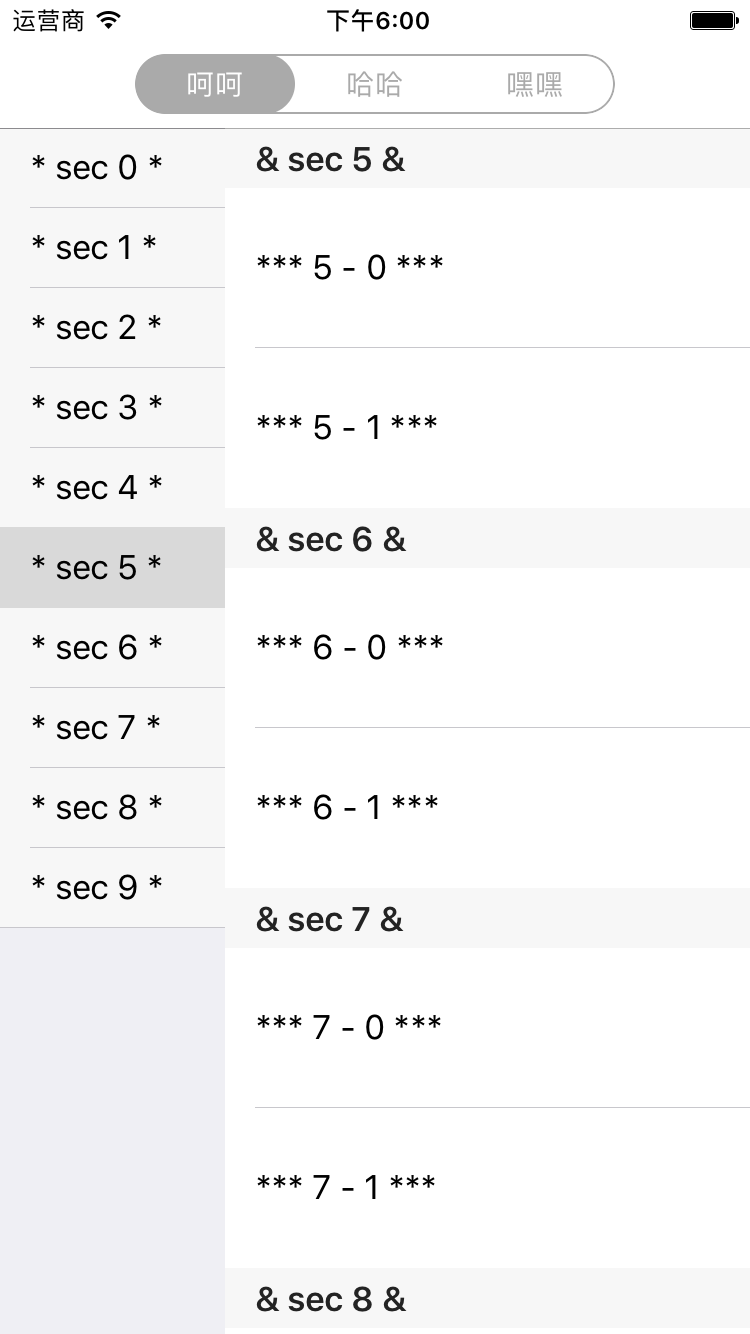 运营商 下午6:00
呵呵 哈哈 嘿嘿
* sec 0 *
* sec 1 *
* sec 2 *
* sec 3 *
* sec 4 *
* sec 5 *
* sec 6 *
* sec 7 *
* sec 8 *
* sec 9 *
& sec 5 &
*** 5 - 0 ***
*** 5 - 1 ***
& sec 6 &
*** 6 - 0 ***
*** 6 - 1 ***
& sec 7 &
*** 7 - 0 ***
*** 7 - 1 ***
& sec 8 &